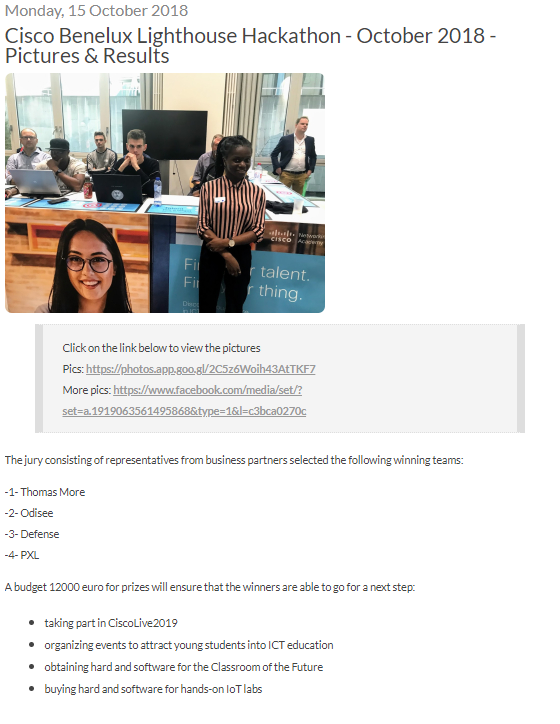 Monday, 15 October 2018
Cisco Benelux Lighthouse Hackathon - October 2018 -
Pictures & Results
CISCO
Networking
Academy
Fi r talent.
Fi r thing.
Click on the link below to view the pictures
Pics: https://photos.app.goo.gl/2C5z6Woih43AtTKF7
More pics: https://www.facebook.com/media/set/?
set=a.1919063561495868&type=1&l=c3bca0270c
The jury consisting of representatives from business partners selected the following winning teams:
-1- Thomas More
-2- Odisee
-3- Defense
-4- PXL
A budget 12000 euro for prizes will ensure that the winners are able to go for a next step:
taking part in CiscoLive2019
organizing events to attract young students into ICT education
obtaining hard and software for the Classroom of the Future
buying hard and software for hands-on IoT labs